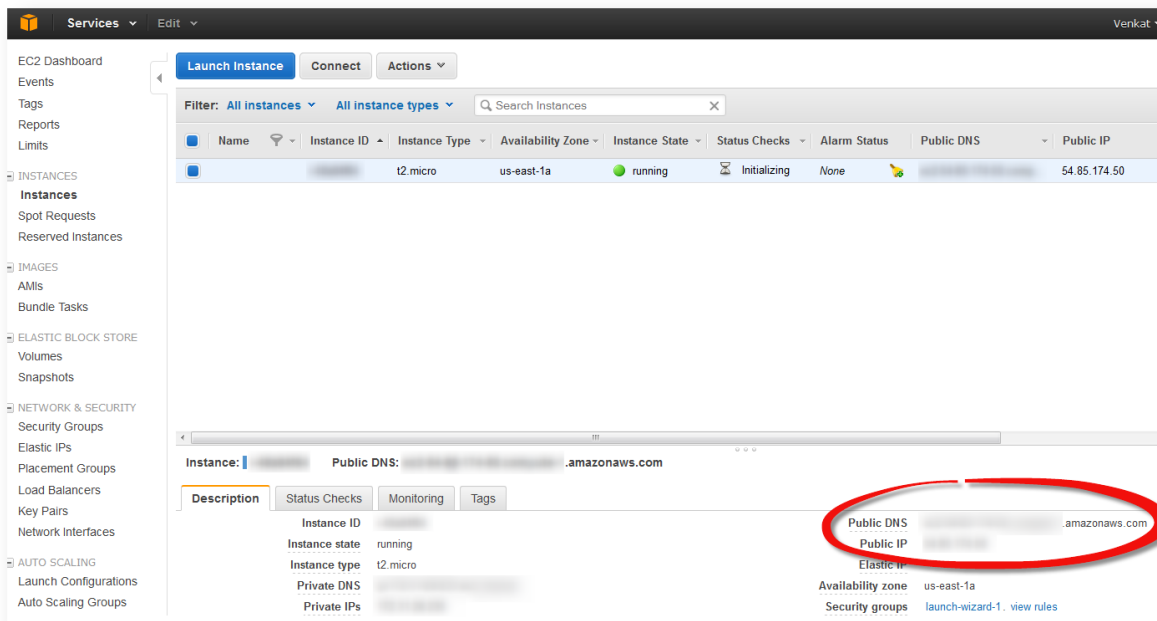 Services Edit Venkat
EC2 Dashboard
Events
Tags
Reports
Limits
INSTANCES
Instances
Spot Requests
Reserved Instances
IMAGES
AMIs
Bundle Tasks
ELASTIC BLOCK STORE
Volumes
Snapshots
NETWORK & SECURITY
Security Groups
Elastic IPs
Placement Groups
Load Balancers
Key Pairs
Network Interfaces
AUTO SCALING
Launch Configurations
Auto Scaling Groups
Launch Instance Connect Actions
Filter: All instances All instance types Search Instances
Name Instance ID Instance Type Availability Zone Instance State Status Checks Alarm Status Public DNS Public IP
t2.micro us-east-1a running Initializing None 54.85.174.50
Instance: Public DNS: .amazonaws.com
Description Status Checks Monitoring Tags
Instance ID
Instance state running
Instance type t2.micro
Private DNS
Private IPs
Public DNS .amazonaws.com
Public IP
Elastic IP
Availability zone us-east-1a
Security groups launch-wizard-1. view rules